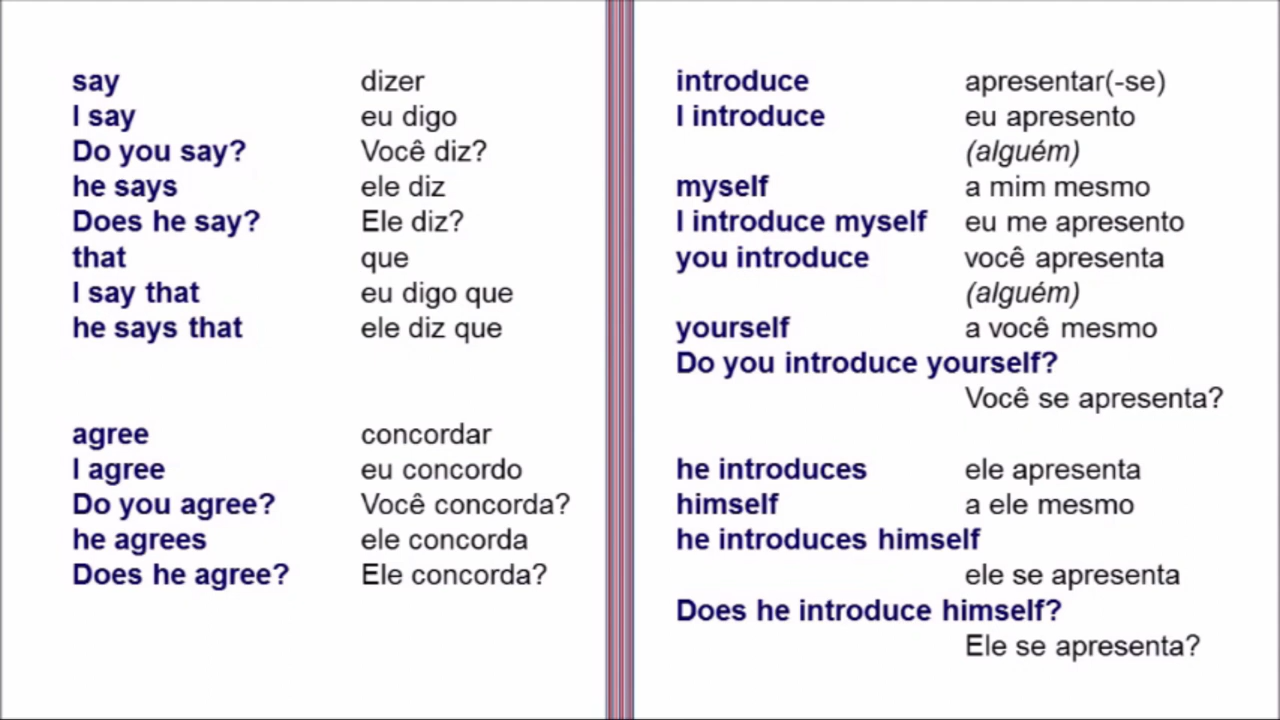 say dizer
I say eu digo
Do you say? Você diz?
he says ele diz
Does he say? Ele diz?
that que
I say that eu digo que
he says that ele diz que
agree concordar
I agree eu concordo
Do you agree? Você concorda?
he agrees ele concorda
Does he agree? Ele concorda?
introduce apresentar(-se)
I introduce eu apresento
(alguém)
myself a mim mesmo
I introduce myself eu me apresento
you introduce você apresenta
(alguém)
yourself a você mesmo
Do you introduce yourself?
Você se apresenta?
he introduces ele apresenta
himself a ele mesmo
he introduces himself
ele se apresenta
Does he introduce himself?
Ele se apresenta?